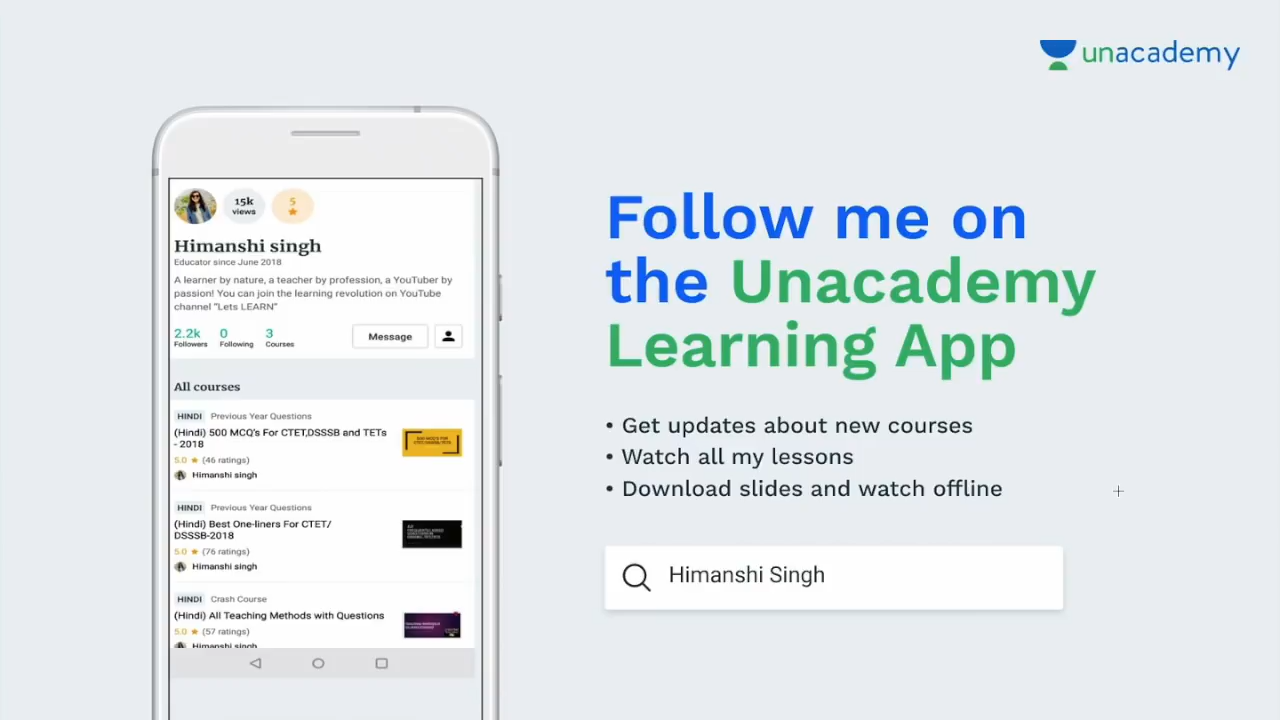 unacademy
15k
views
5
Himanshi singh
Educator since June 2018
A learner by nature, a teacher by profession, a YouTuber by
passion! You can join the learning revolution on YouTube
channel "Lets LEARN"
2.2k 0 3
Followers Following Courses
Message
All courses
HINDI Previous Year Questions
(Hindi) 500 MCQ's For CTET,DSSSB and TETs
- 2018
5.0 ★ (46 ratings)
Himanshi singh
HINDI Previous Year Questions
(Hindi) Best One-liners For CTET/
DSSSB-2018
5.0 ★ (76 ratings)
Himanshi singh
HINDI Crash Course
(Hindi) All Teaching Methods with Questions
5.0 ★ (57 ratings)
Himanshi singh
Follow me on
the Unacademy
Learning App
• Get updates about new courses
• Watch all my lessons
• Download slides and watch offline
Himanshi Singh